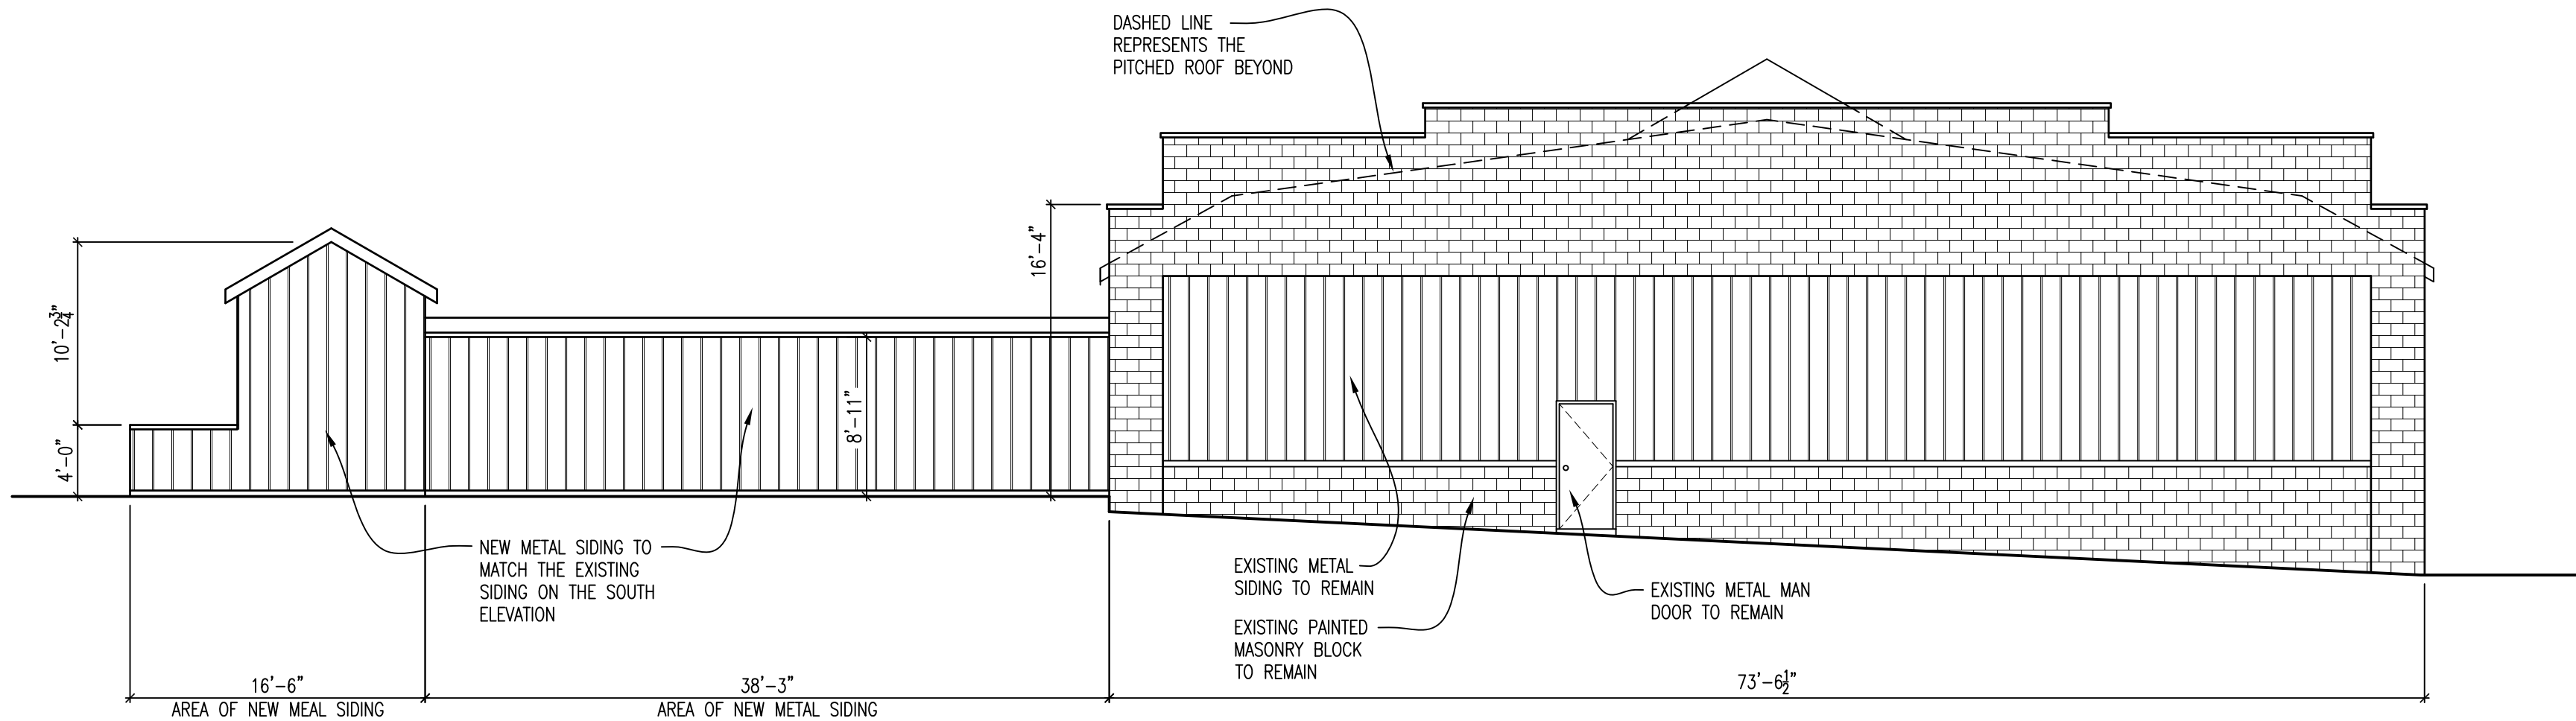 DASHED LINE
REPRESENTS THE
PITCHED ROOF BEYOND
16'-4"
10'-2¾"
4'-0"
8'-11"
NEW METAL SIDING TO
MATCH THE EXISTING
SIDING ON THE SOUTH
ELEVATION
EXISTING METAL
SIDING TO REMAIN
EXISTING PAINTED
MASONRY BLOCK
TO REMAIN
EXISTING METAL MAN
DOOR TO REMAIN
16'-6"
AREA OF NEW MEAL SIDING
38'-3"
AREA OF NEW METAL SIDING
73'-6½"